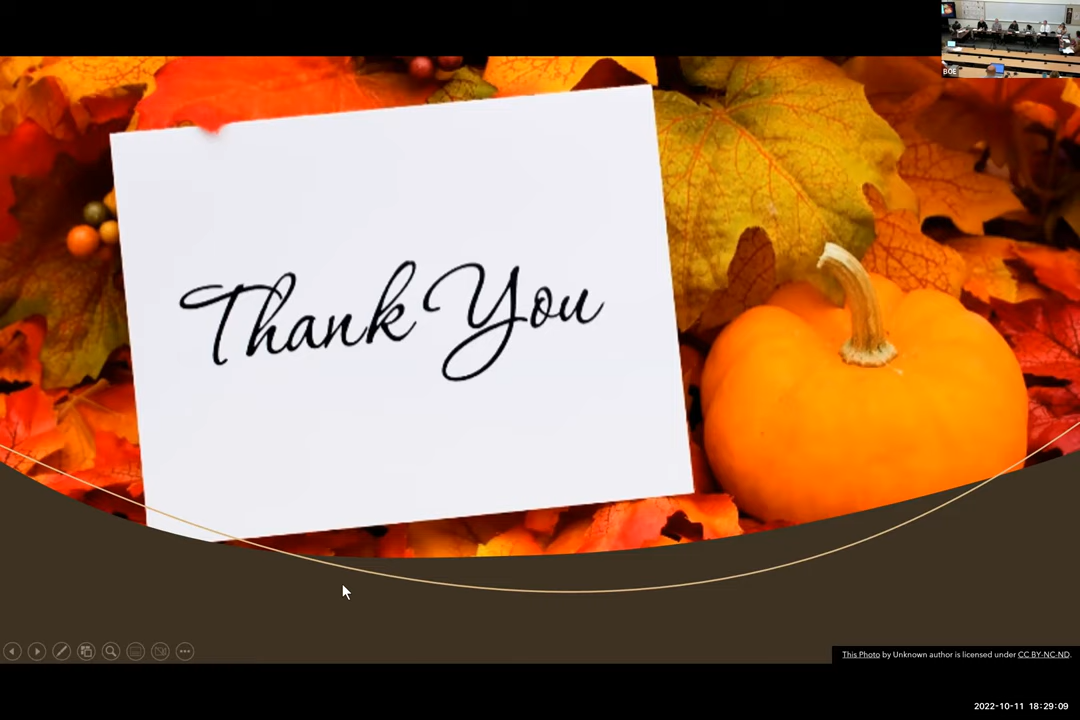 BOE
Thank You
This Photo by Unknown author is licensed under CC BY-NC-ND.
2022-10-11 18:29:09